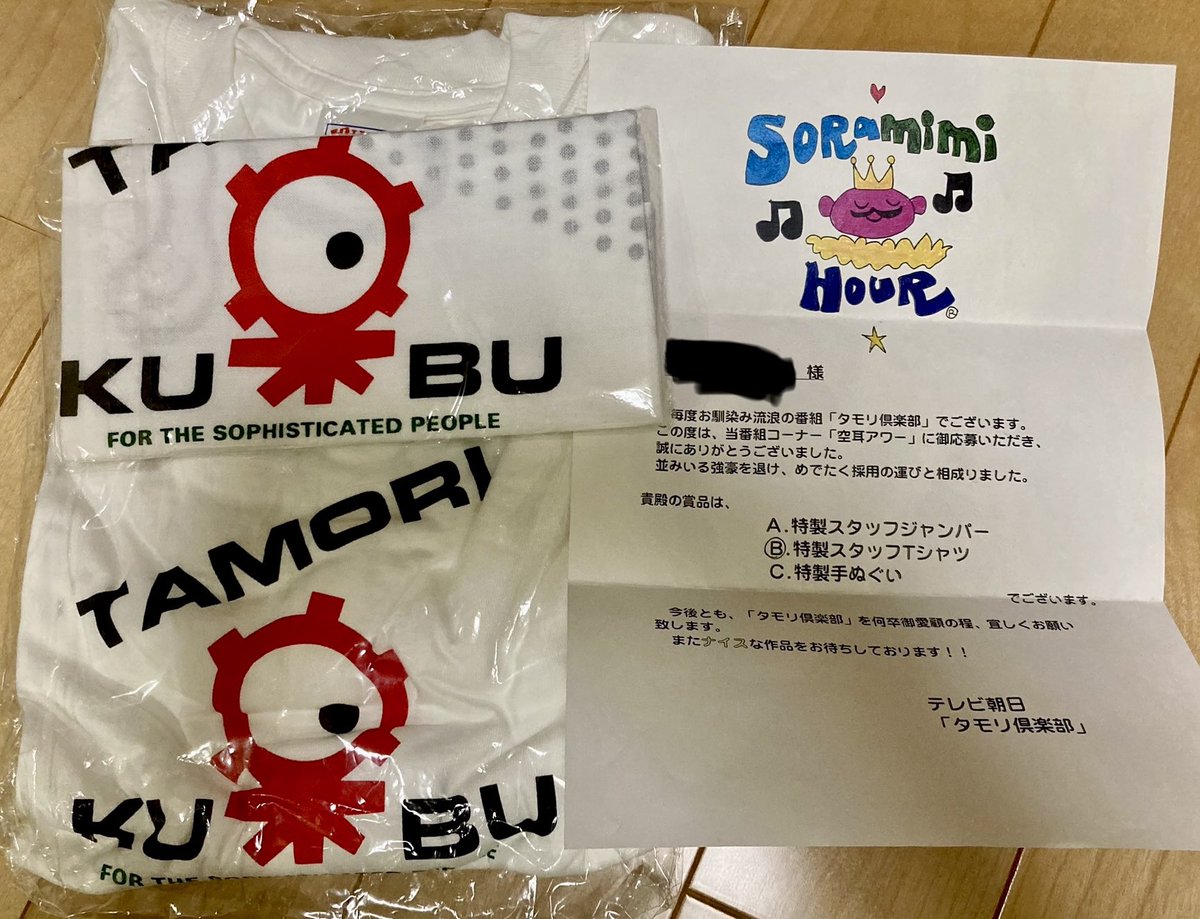 TA
KU BU
FOR THE SOPHISTICATED PEOPLE
TAMORI
KU BU
FOR THE
SORAMIMI
HOUR
®
様
毎度お馴染み流浪の番組「タモリ倶楽部」でございます。
この度は、当番組コーナー「空耳アワー」に御応募いただき、
誠にありがとうございました。
並みいる強豪を退け、めでたく採用の運びと相成りました。
貴殿の賞品は、
A.特製スタッフジャンパー
Ⓑ.特製スタッフTシャツ
C.特製手ぬぐい
でございます。
今後とも、「タモリ倶楽部」を何卒御愛顧の程、宜しくお願い
致します。
またナイスな作品をお待ちしております!!
テレビ朝日
「タモリ倶楽部」